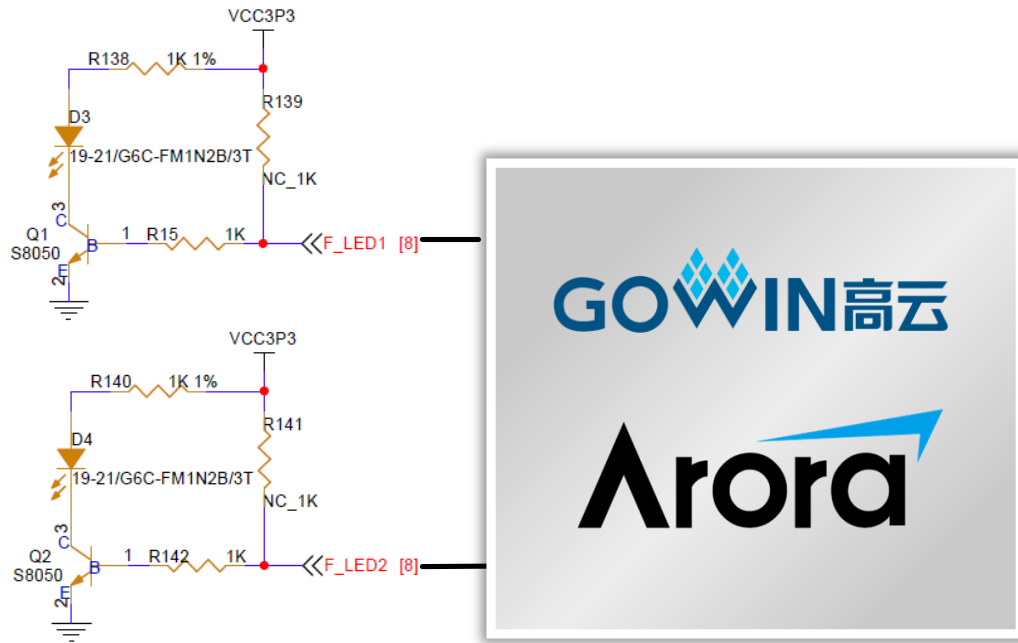 VCC3P3
R138 1K 1%
R139
D3
19-21/G6C-FM1N2B/3T
NC_1K
3
C
Q1
S8050
B
1
R15 1K
F_LED1 [8]
E
2
VCC3P3
R140 1K 1%
R141
D4
19-21/G6C-FM1N2B/3T
NC_1K
3
C
Q2
S8050
B
1
R142 1K
F_LED2 [8]
E
2
GOWIN高云
Arora